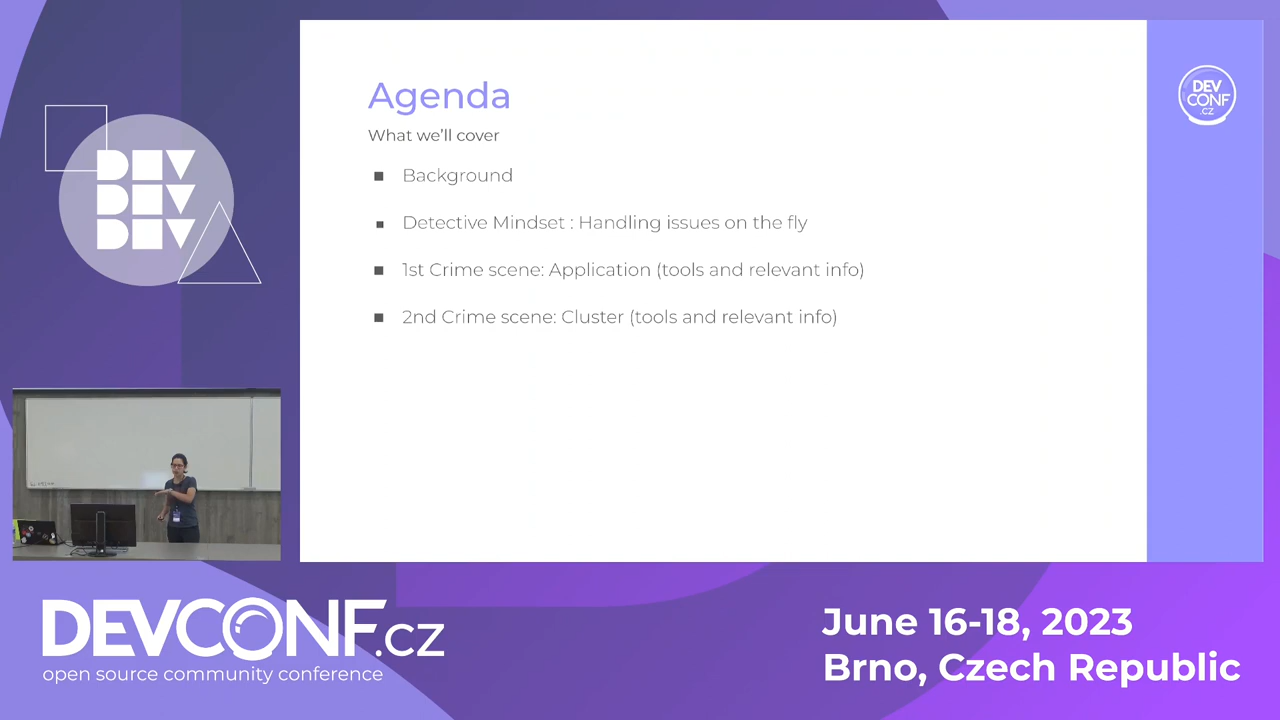 Agenda
What we'll cover
Background
Detective Mindset : Handling issues on the fly
1st Crime scene: Application (tools and relevant info)
2nd Crime scene: Cluster (tools and relevant info)
DEV
CONF
.cz
DEV
DEV
DEV
DEVCONF.cz
open source community conference
June 16-18, 2023
Brno, Czech Republic